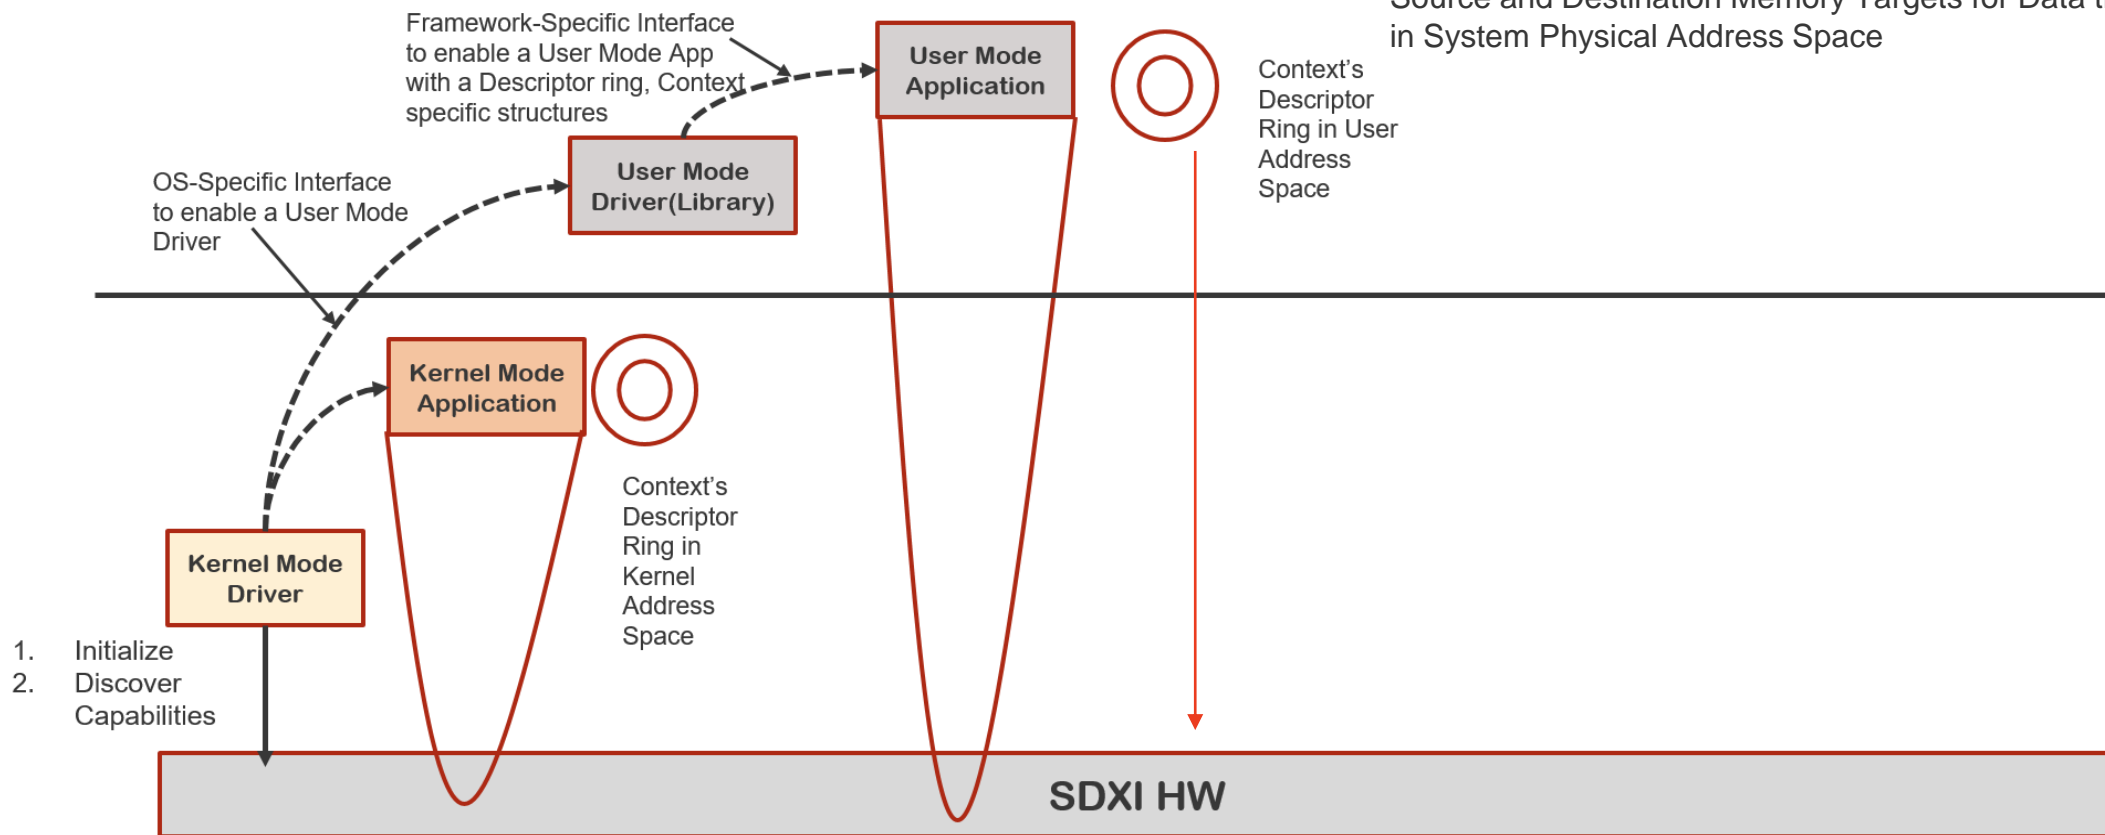 Source and Destination Memory Targets for Data
in System Physical Address Space
Framework-Specific Interface
to enable a User Mode App
with a Descriptor ring, Context
specific structures
User Mode
Application
Context's
Descriptor
Ring in User
Address
Space
User Mode
Driver(Library)
OS-Specific Interface
to enable a User Mode
Driver
Kernel Mode
Application
Context's
Descriptor
Ring in
Kernel
Address
Space
Kernel Mode
Driver
1. Initialize
2. Discover
Capabilities
SDXI HW